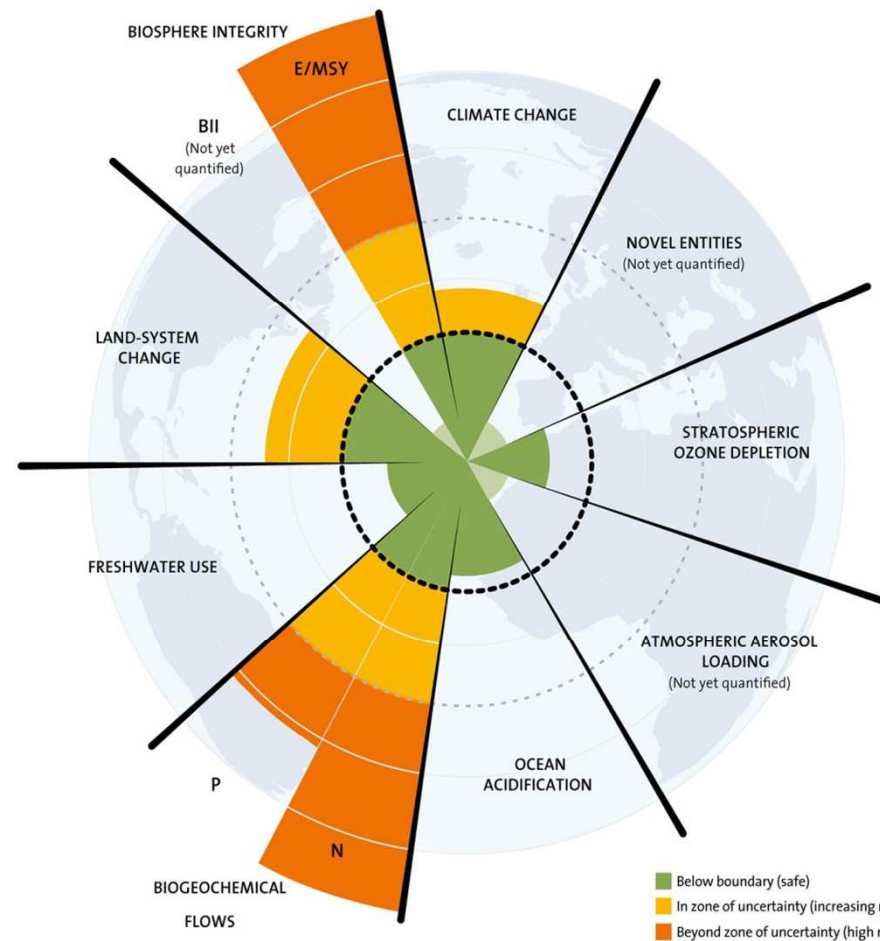 BIOSPHERE INTEGRITY
E/MSY
BII
(Not yet
quantified)
CLIMATE CHANGE
NOVEL ENTITIES
(Not yet quantified)
LAND-SYSTEM
CHANGE
STRATOSPHERIC
OZONE DEPLETION
FRESHWATER USE
ATMOSPHERIC AEROSOL
LOADING
(Not yet quantified)
OCEAN
ACIDIFICATION
P
N
BIOGEOCHEMICAL
FLOWS
Below boundary (safe)
In zone of uncertainty (increasing
Beyond zone of uncertainty (high